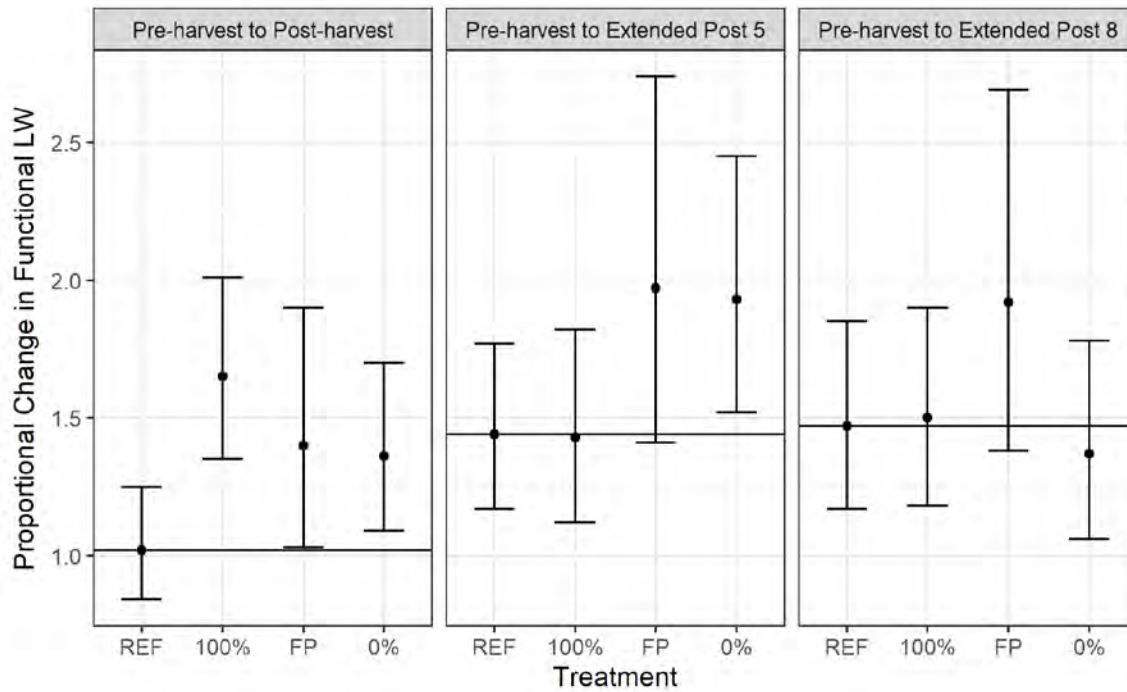 Pre-harvest to Post-harvest
Pre-harvest to Extended Post 5
Pre-harvest to Extended Post 8
Proportional Change in Functional LW
2.5
2.0
1.5
1.0
REF 100% FP 0%
REF 100% FP 0%
REF 100% FP 0%
Treatment